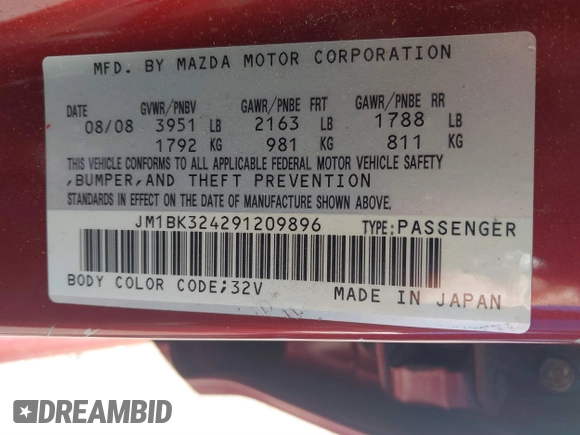 MFD. BY MAZDA MOTOR CORPORATION
DATE GVWR/PNBV GAWR/PNBE FRT GAWR/PNBE RR
08/08 3951 LB 2163 LB 1788 LB
1792 KG 981 KG 811 KG
THIS VEHICLE CONFORMS TO ALL APPLICABLE FEDERAL MOTOR VEHICLE SAFETY
,BUMPER,AND THEFT PREVENTION
STANDARDS IN EFFECT ON THE DATE OF MANUFACTURE SHOWN ABOVE.
JM1BK324291209896 TYPE:PASSENGER
BODY COLOR CODE;32V MADE IN JAPAN
DREAMBID